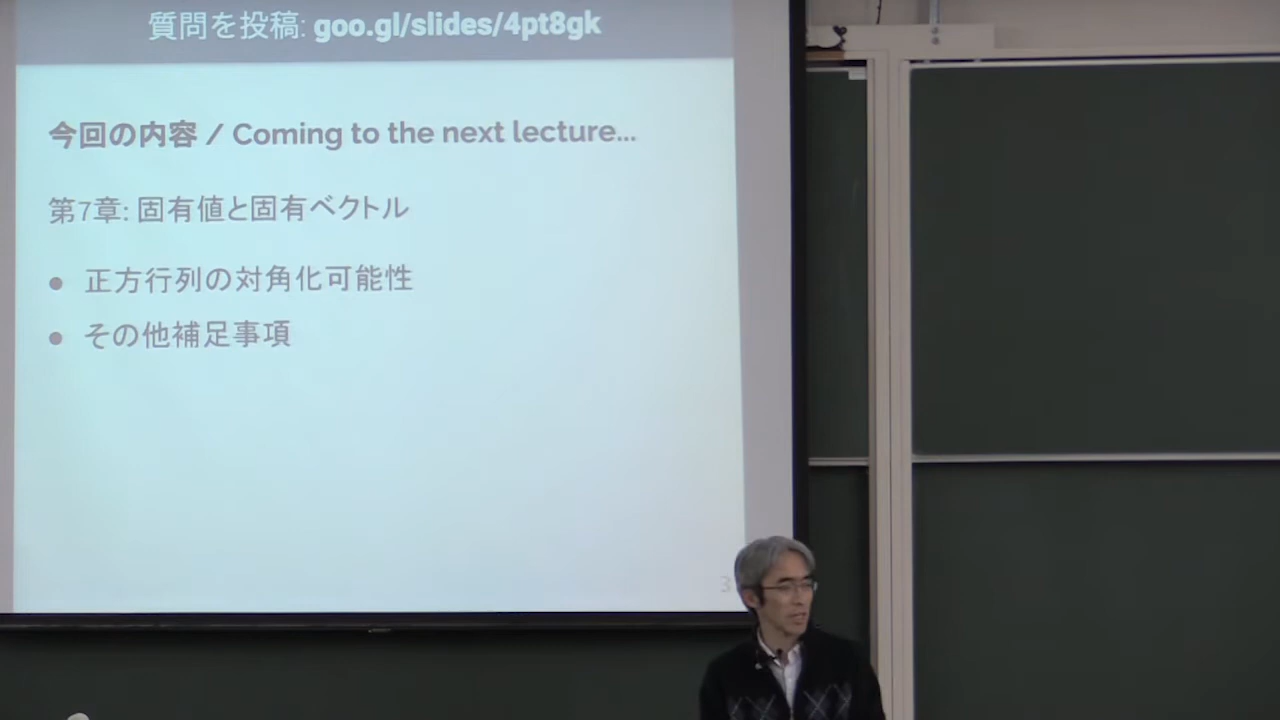 質問を投稿: goo.gl/slides/4pt8gk
今回の内容 / Coming to the next lecture...
第7章: 固有値と固有ベクトル
● 正方行列の対角化可能性
● その他補足事項
3